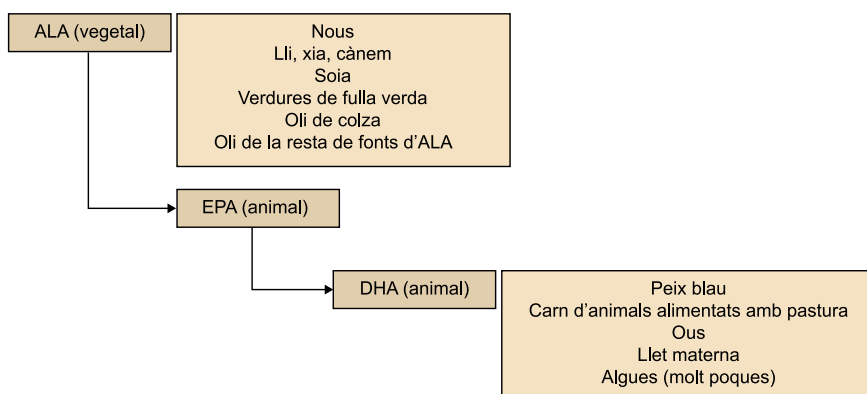 ALA (vegetal)
Nous
Lli, xia, cànem
Soia
Verdures de fulla verda
Oli de colza
Oli de la resta de fonts d’ALA
EPA (animal)
DHA (animal)
Peix blau
Carn d’animals alimentats amb pastura
Ous
Llet materna
Algues (molt poques)